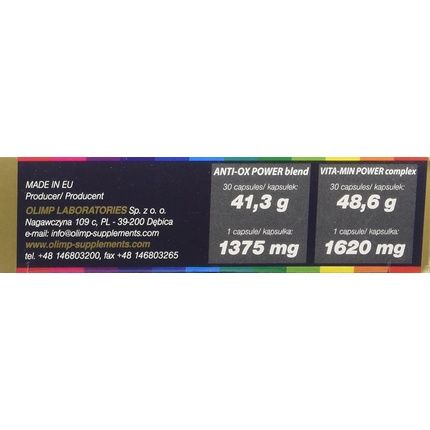 MADE IN EU
Producer/ Producent
OLIMP LABORATORIES Sp. z o. o.
Nagawczyna 109 c, PL - 39-200 Dębica
e-mail: info@olimp-supplements.com
www.olimp-supplements.com
tel. +48 146803200, fax +48 146803265
ANTI-OX POWER blend
30 capsules/ kapsułek:
41,3 g
1 capsule/ kapsułka:
1375 mg
VITA-MIN POWER complex
30 capsules/ kapsułek:
48,6 g
1 capsule/ kapsułka:
1620 mg